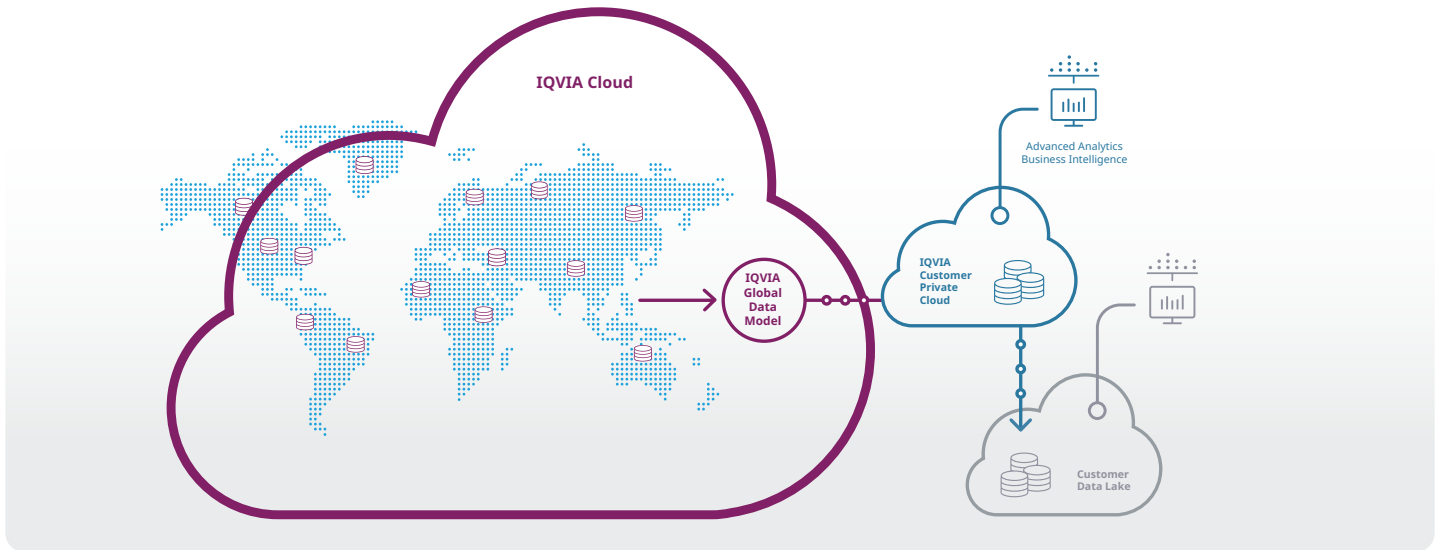 IQVIA Cloud
Advanced Analytics
Business Intelligence
IQVIA
Global
Data
Model
IQVIA
Customer
Private
Cloud
Customer
Data Lake